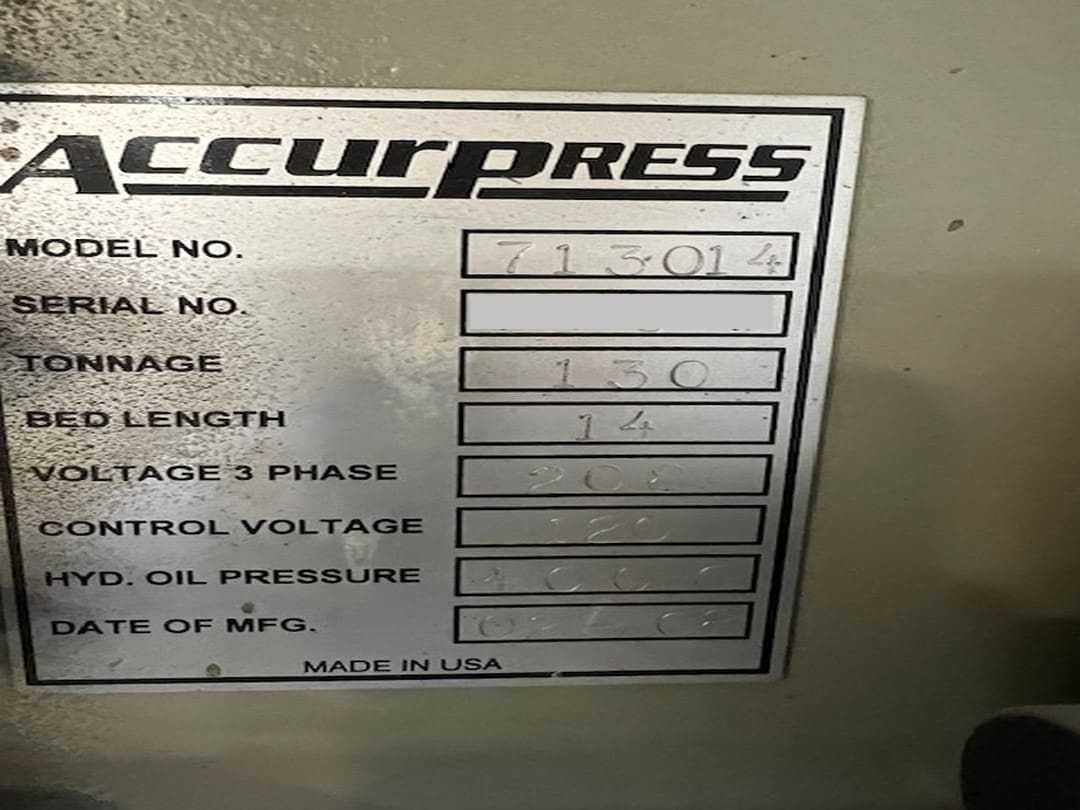 ACCURPRESS
MODEL NO. 713014
SERIAL NO.
TONNAGE 130
BED LENGTH 14
VOLTAGE 3 PHASE 208
CONTROL VOLTAGE 120
HYD. OIL PRESSURE
DATE OF MFG.
MADE IN USA